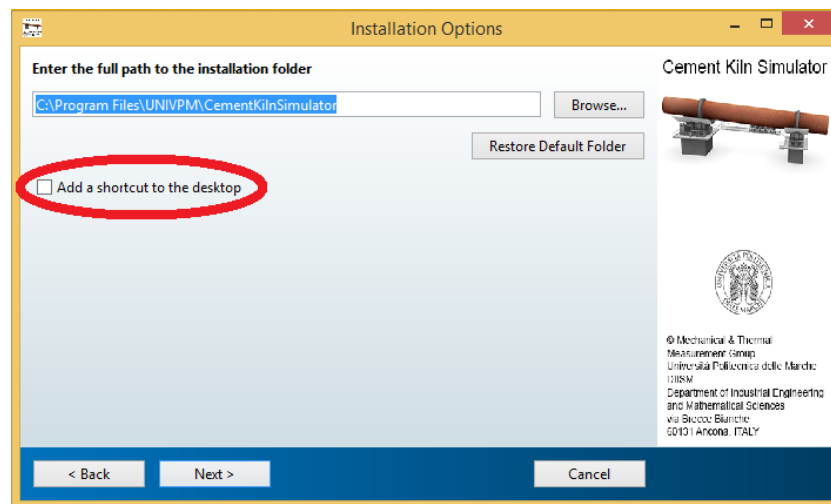 Installation Options
Enter the full path to the installation folder
Cement Kiln Simulator
C:\Program Files\UNIVPM\CementKilnSimulator
Browse...
Restore Default Folder
Add a shortcut to the desktop
© Mechanical & Thermal
Measurement Group
Università Politecnica delle Marche
DIISM
Department of Industrial Engineering
and Mathematical Sciences
via Brecce Bianche
60131 Ancona, ITALY
< Back
Next >
Cancel